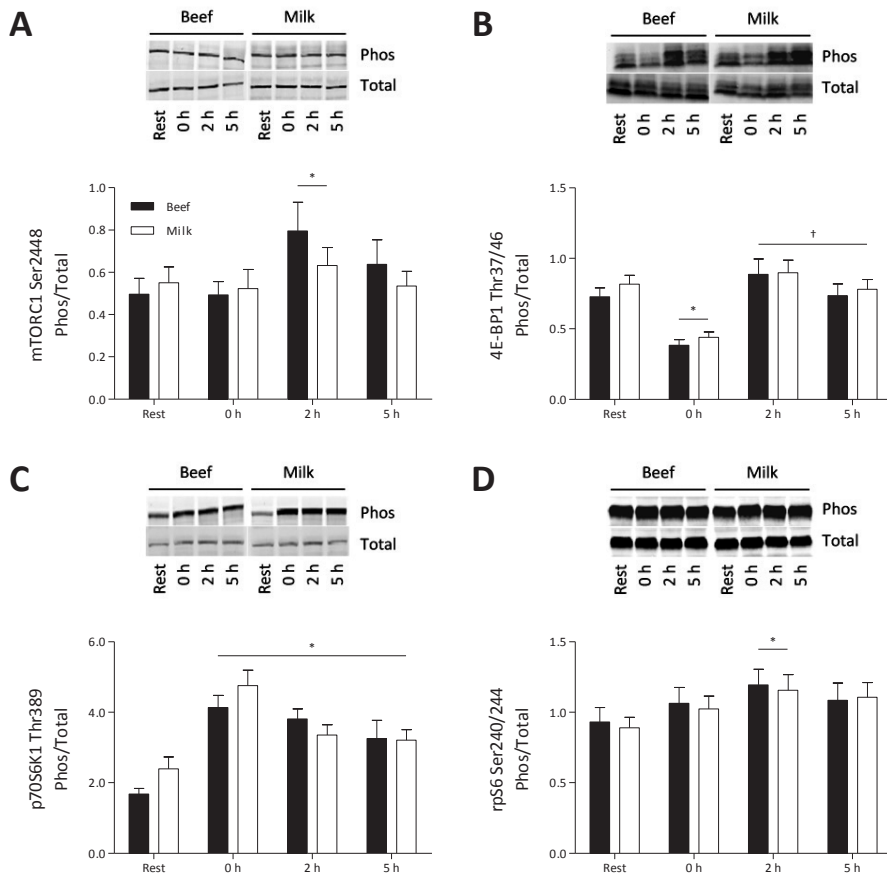 A
Beef Milk
Phos
Total
Rest 0 h 2 h 5 h Rest 0 h 2 h 5 h
mTORC1 Ser2448
Phos/Total
1.0
0.8
0.6
0.4
0.2
0.0
Beef
Milk
*
Rest 0 h 2 h 5 h
B
Beef Milk
Phos
Total
Rest 0 h 2 h 5 h Rest 0 h 2 h 5 h
4E-BP1 Thr37/46
Phos/Total
1.5
1.0
0.5
0.0
*
†
Rest 0 h 2 h 5 h
C
Beef Milk
Phos
Total
Rest 0 h 2 h 5 h Rest 0 h 2 h 5 h
p70S6K1 Thr389
Phos/Total
6.0
4.0
2.0
0.0
*
Rest 0 h 2 h 5 h
D
Beef Milk
Phos
Total
Rest 0 h 2 h 5 h Rest 0 h 2 h 5 h
rpS6 Ser240/244
Phos/Total
1.5
1.0
0.5
0.0
*
Rest 0 h 2 h 5 h